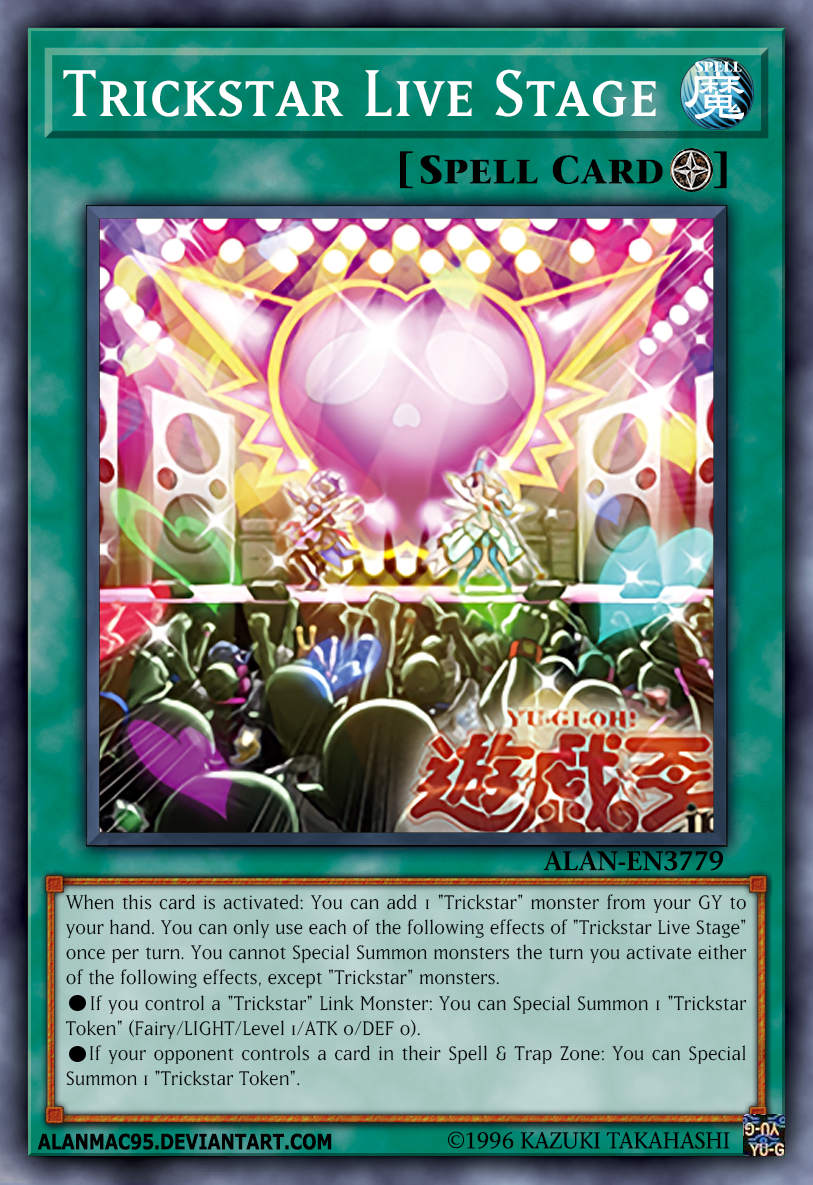 Trickstar Live Stage
SPELL
魔
[Spell Card]
YU-GI-OH!
遊戯王
ALAN-EN3779
When this card is activated: You can add 1 "Trickstar" monster from your GY to
your hand. You can only use each of the following effects of "Trickstar Live Stage"
once per turn. You cannot Special Summon monsters the turn you activate either
of the following effects, except "Trickstar" monsters.
●If you control a "Trickstar" Link Monster: You can Special Summon 1 "Trickstar
Token" (Fairy/LIGHT/Level 1/ATK 0/DEF 0).
●If your opponent controls a card in their Spell & Trap Zone: You can Special
Summon 1 "Trickstar Token".
ALANMAC95.DEVIANTART.COM
©1996 KAZUKI TAKAHASHI